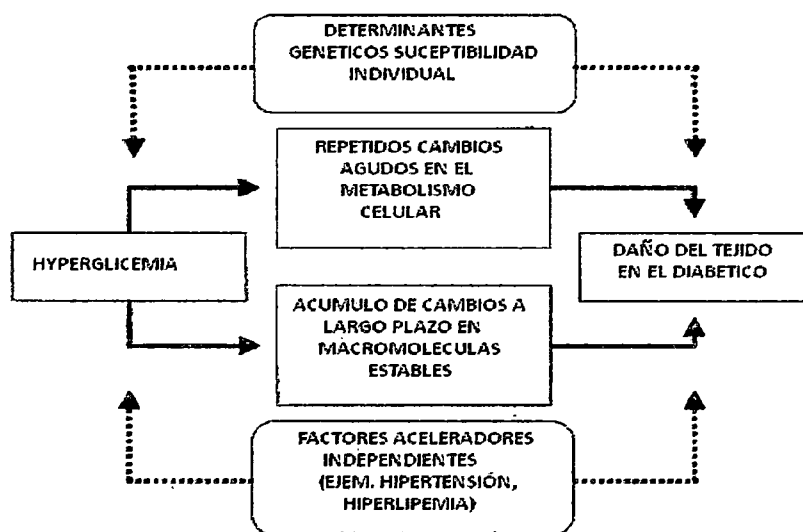 DETERMINANTES
GENETICOS SUCEPTIBILIDAD
INDIVIDUAL
REPETIDOS CAMBIOS
AGUDOS EN EL
METABOLISMO
CELULAR
HYPERGLICEMIA
DAÑO DEL TEJIDO
EN EL DIABETICO
ACUMULO DE CAMBIOS A
LARGO PLAZO EN
MACROMOLECULAS
ESTABLES
FACTORES ACELERADORES
INDEPENDIENTES
(EJEM. HIPERTENSIÓN,
HIPERLIPEMIA)